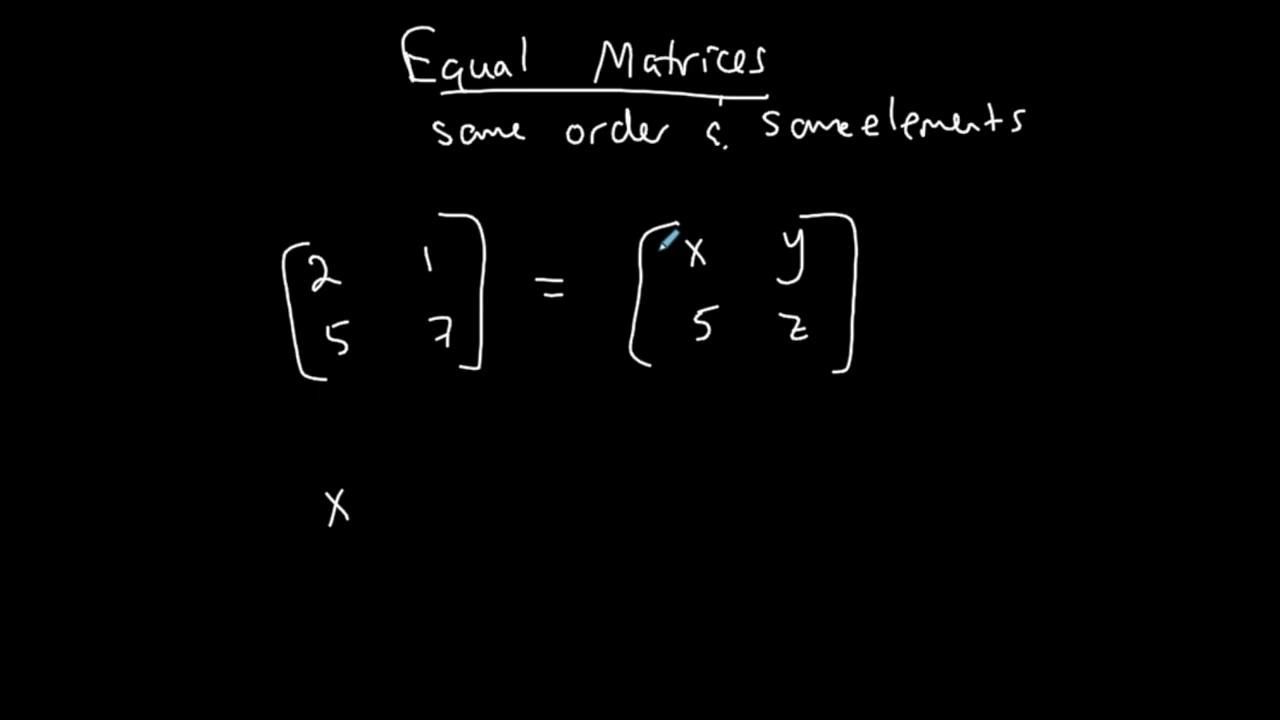 Equal Matrices
same order & same elements
[2 1] = [x y]
[5 7] [5 z]
x